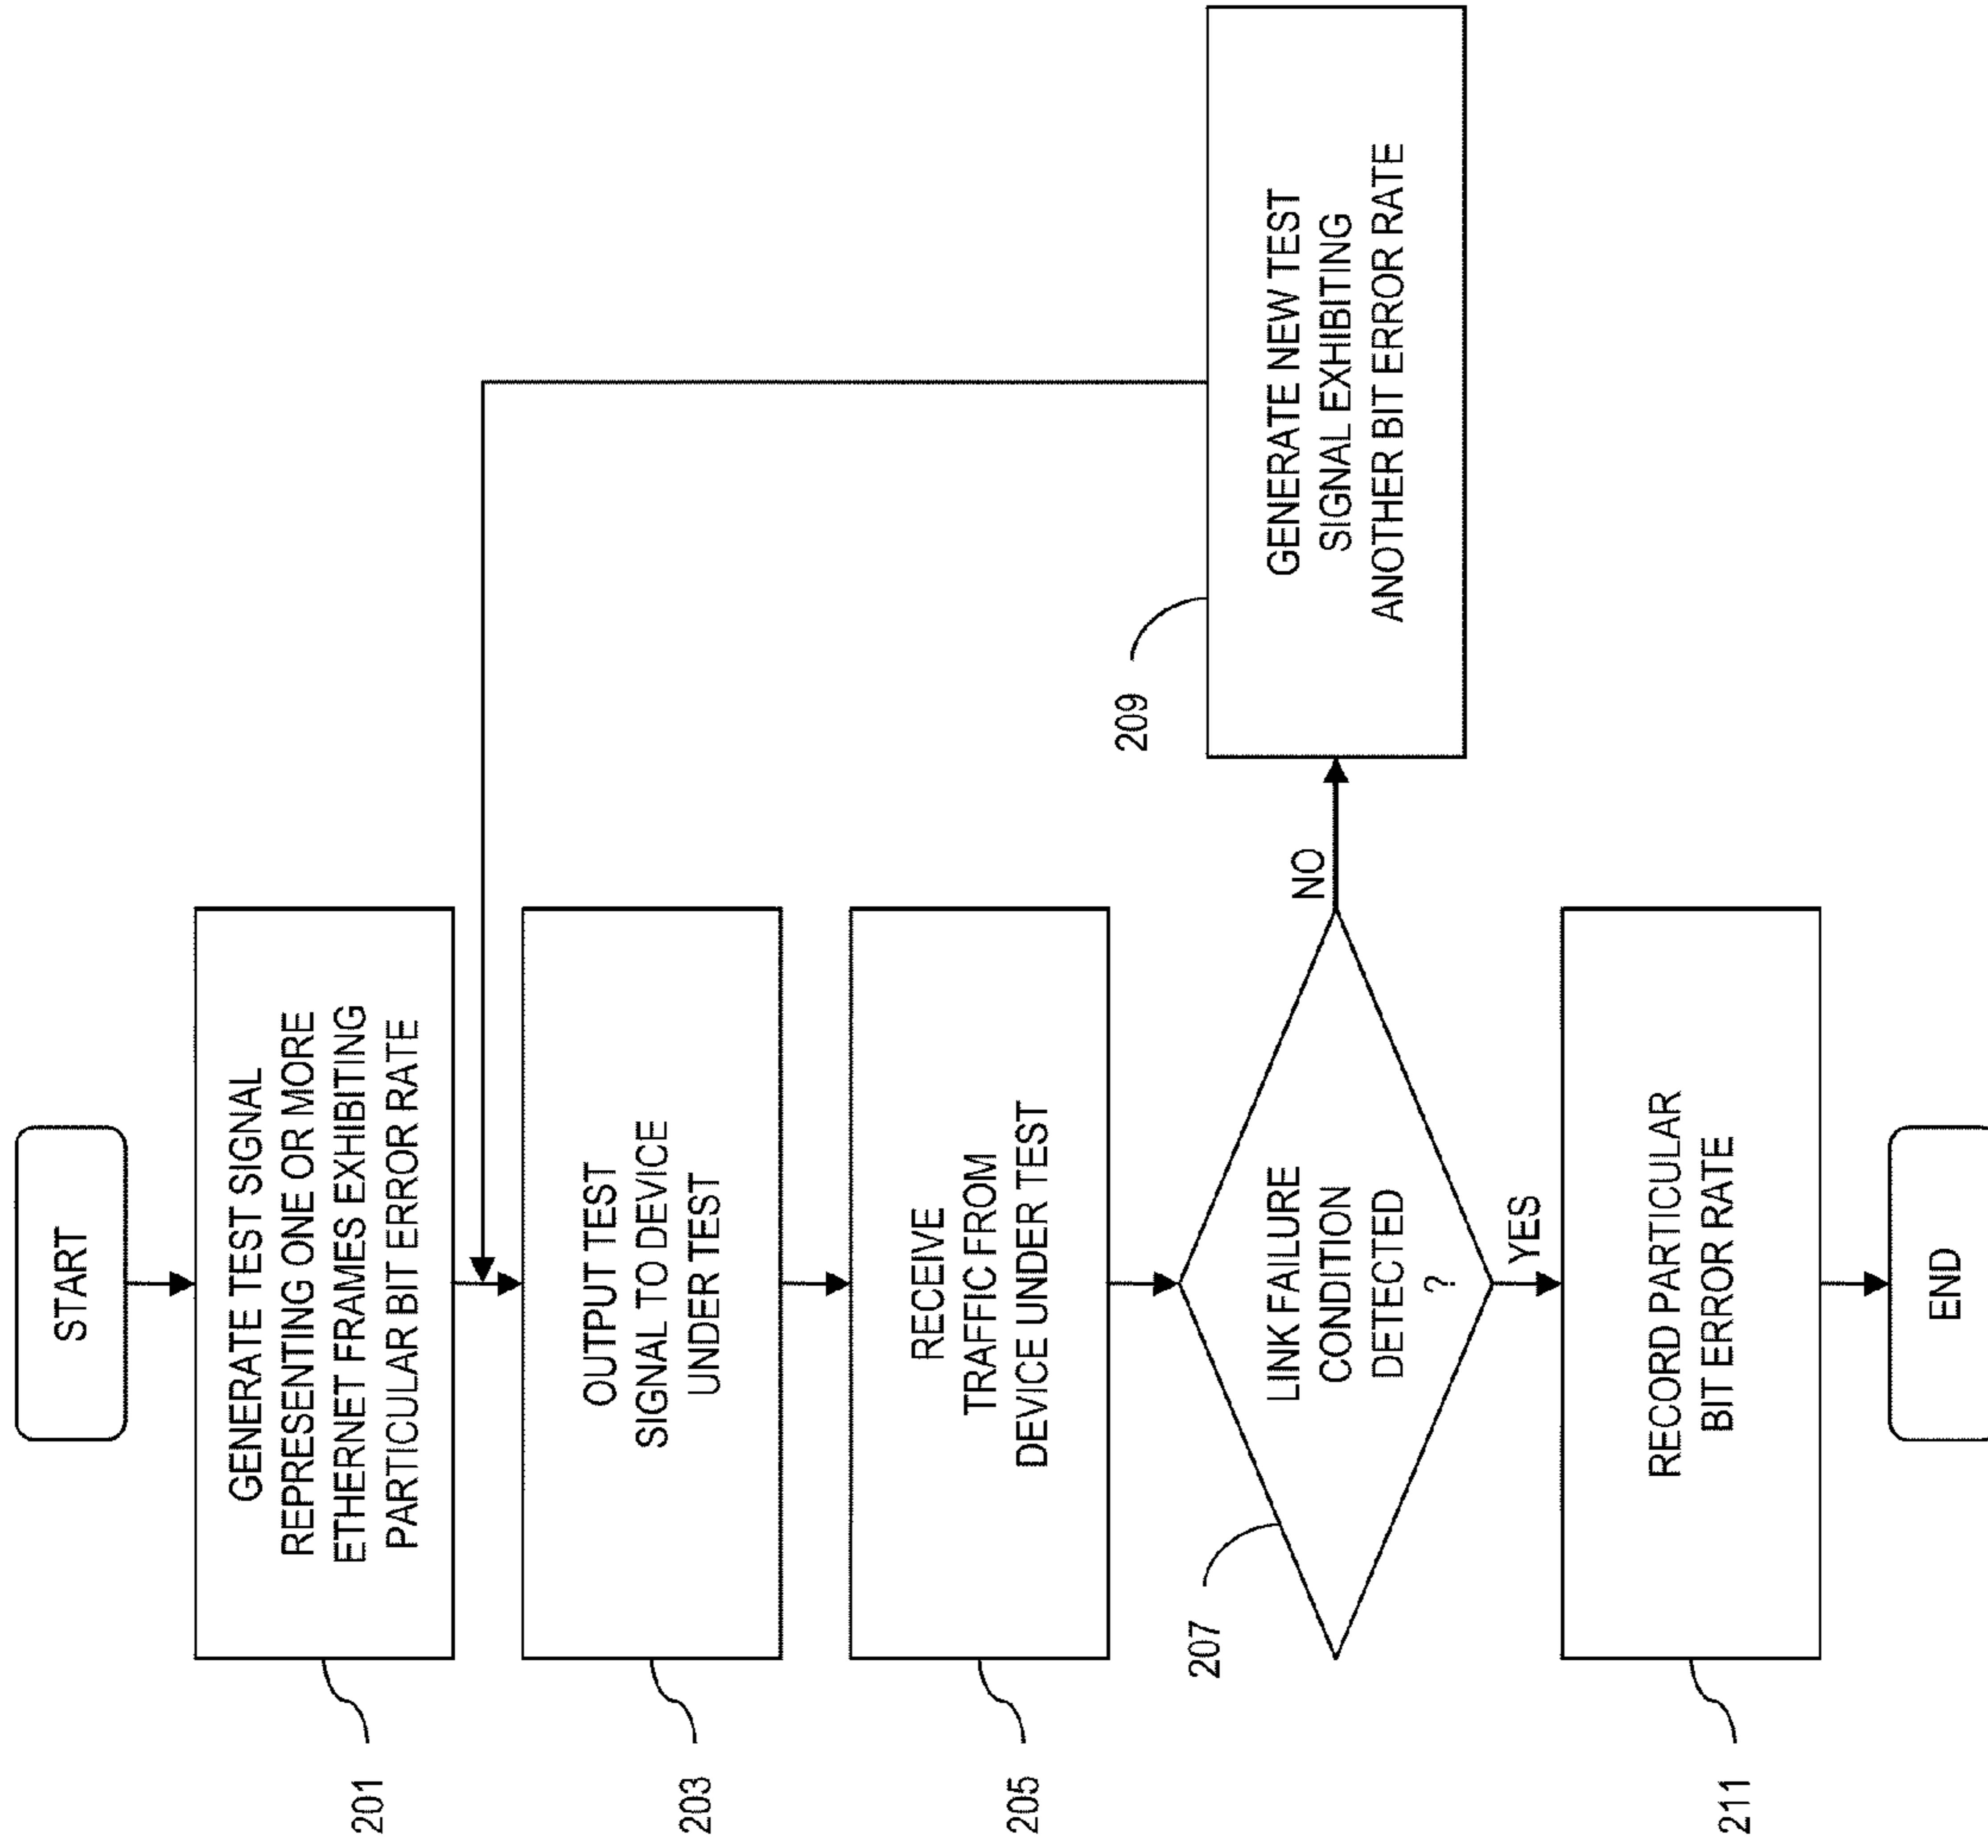 START
GENERATE TEST SIGNAL
REPRESENTING ONE OR MORE
ETHERNET FRAMES EXHIBITING
PARTICULAR BIT ERROR RATE
201
OUTPUT TEST
SIGNAL TO DEVICE
UNDER TEST
203
RECEIVE
TRAFFIC FROM
DEVICE UNDER TEST
205
207
LINK FAILURE
CONDITION
DETECTED
?
NO
209
GENERATE NEW TEST
SIGNAL EXHIBITING
ANOTHER BIT ERROR RATE
YES
RECORD PARTICULAR
BIT ERROR RATE
211
END